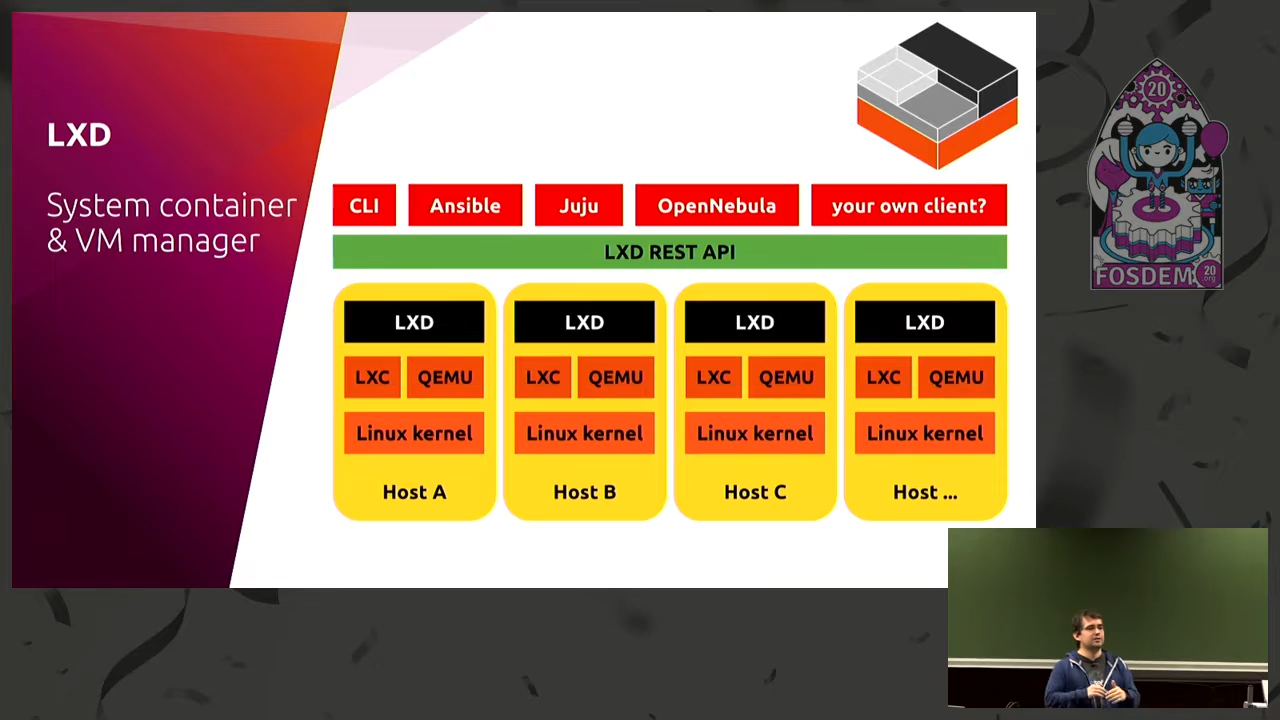 LXD
System container
& VM manager
CLI
Ansible
Juju
OpenNebula
your own client?
LXD REST API
LXD
LXD
LXD
LXD
LXC
QEMU
LXC
QEMU
LXC
QEMU
LXC
QEMU
Linux kernel
Linux kernel
Linux kernel
Linux kernel
Host A
Host B
Host C
Host ...
20
FOSDEM
20
.org